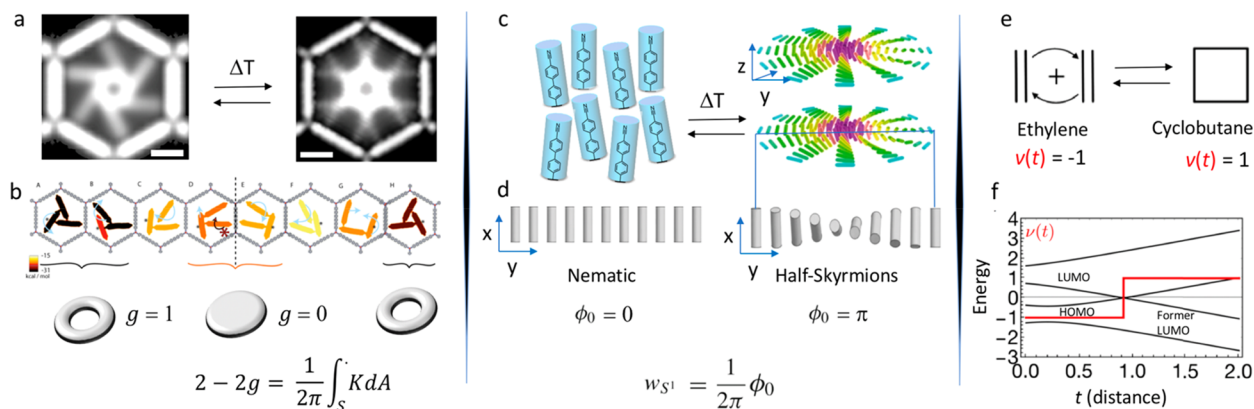 a
ΔT
b
A B C D E F G H
-15
-31
kcal / mol
*
g = 1
g = 0
2 − 2g = 1/2π ∫S KdA
c
ΔT
z
y
d
x
y
Nematic
ϕ0 = 0
x
y
Half-Skyrmions
ϕ0 = π
wS1 = 1/2π ϕ0
e
+
Ethylene
ν(t) = -1
Cyclobutane
ν(t) = 1
f
ν(t)
Energy
4
3
2
1
0
-1
-2
-3
LUMO
HOMO
Former
LUMO
0.0 0.5 1.0 1.5 2.0
t (distance)